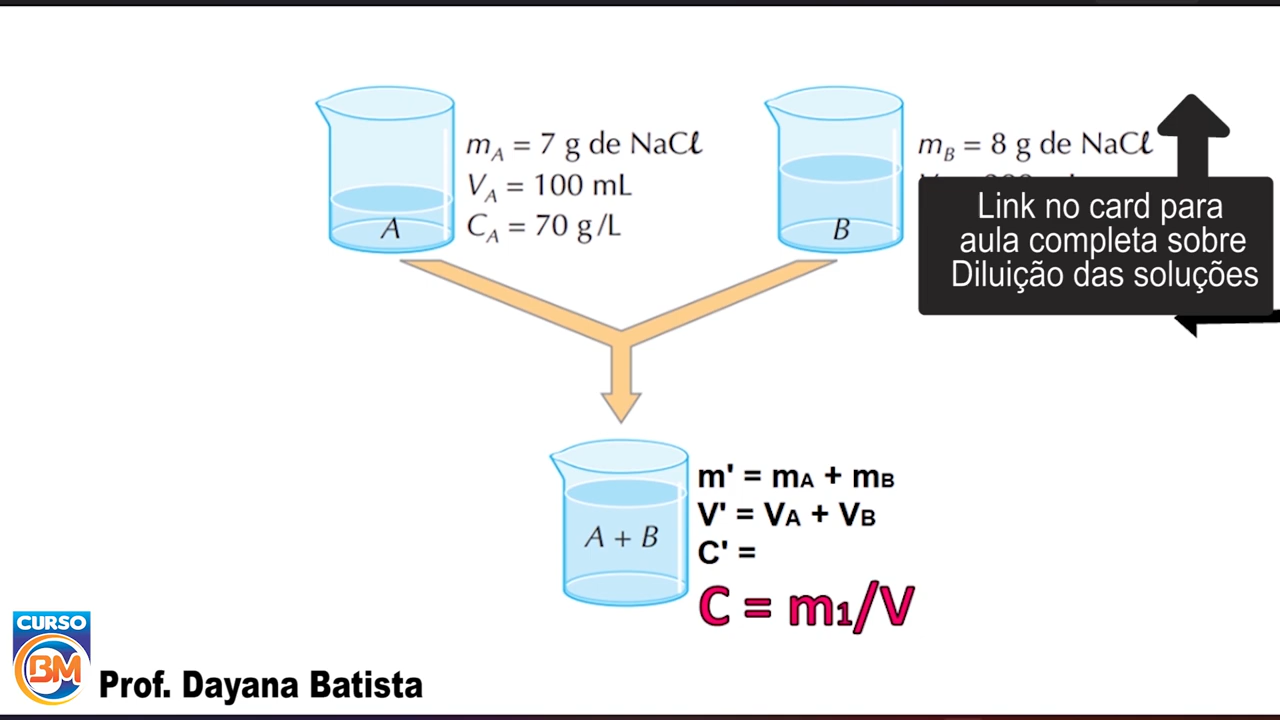 mA = 7 g de NaCℓ
VA = 100 mL
CA = 70 g/L
A
mB = 8 g de NaCℓ
B
Link no card para
aula completa sobre
Diluição das soluções
A + B
m' = mA + mB
V' = VA + VB
C' =
C = m₁/V
CURSO
BM
Prof. Dayana Batista